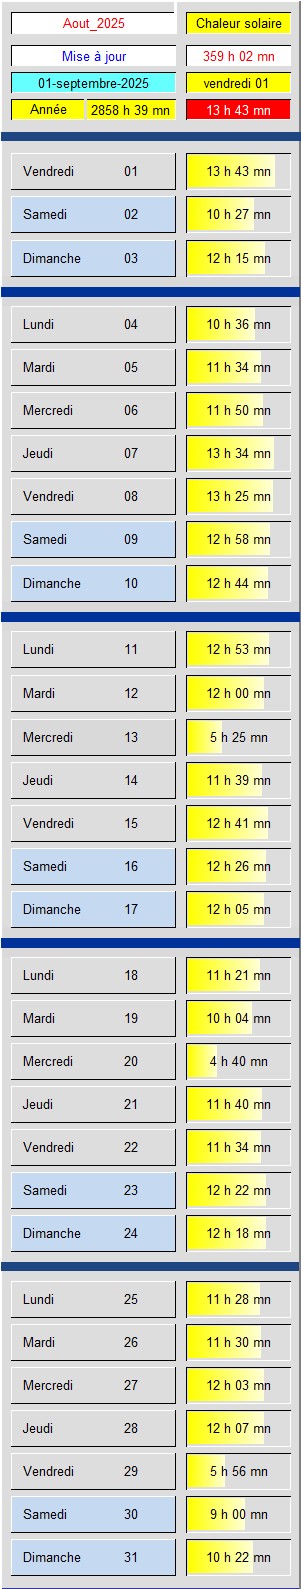 Aout_2025 Chaleur solaire
Mise à jour 359 h 02 mn
01-septembre-2025 vendredi 01
Année 2858 h 39 mn 13 h 43 mn
Vendredi 01 13 h 43 mn
Samedi 02 10 h 27 mn
Dimanche 03 12 h 15 mn
Lundi 04 10 h 36 mn
Mardi 05 11 h 34 mn
Mercredi 06 11 h 50 mn
Jeudi 07 13 h 34 mn
Vendredi 08 13 h 25 mn
Samedi 09 12 h 58 mn
Dimanche 10 12 h 44 mn
Lundi 11 12 h 53 mn
Mardi 12 12 h 00 mn
Mercredi 13 5 h 25 mn
Jeudi 14 11 h 39 mn
Vendredi 15 12 h 41 mn
Samedi 16 12 h 26 mn
Dimanche 17 12 h 05 mn
Lundi 18 11 h 21 mn
Mardi 19 10 h 04 mn
Mercredi 20 4 h 40 mn
Jeudi 21 11 h 40 mn
Vendredi 22 11 h 34 mn
Samedi 23 12 h 22 mn
Dimanche 24 12 h 18 mn
Lundi 25 11 h 28 mn
Mardi 26 11 h 30 mn
Mercredi 27 12 h 03 mn
Jeudi 28 12 h 07 mn
Vendredi 29 5 h 56 mn
Samedi 30 9 h 00 mn
Dimanche 31 10 h 22 mn